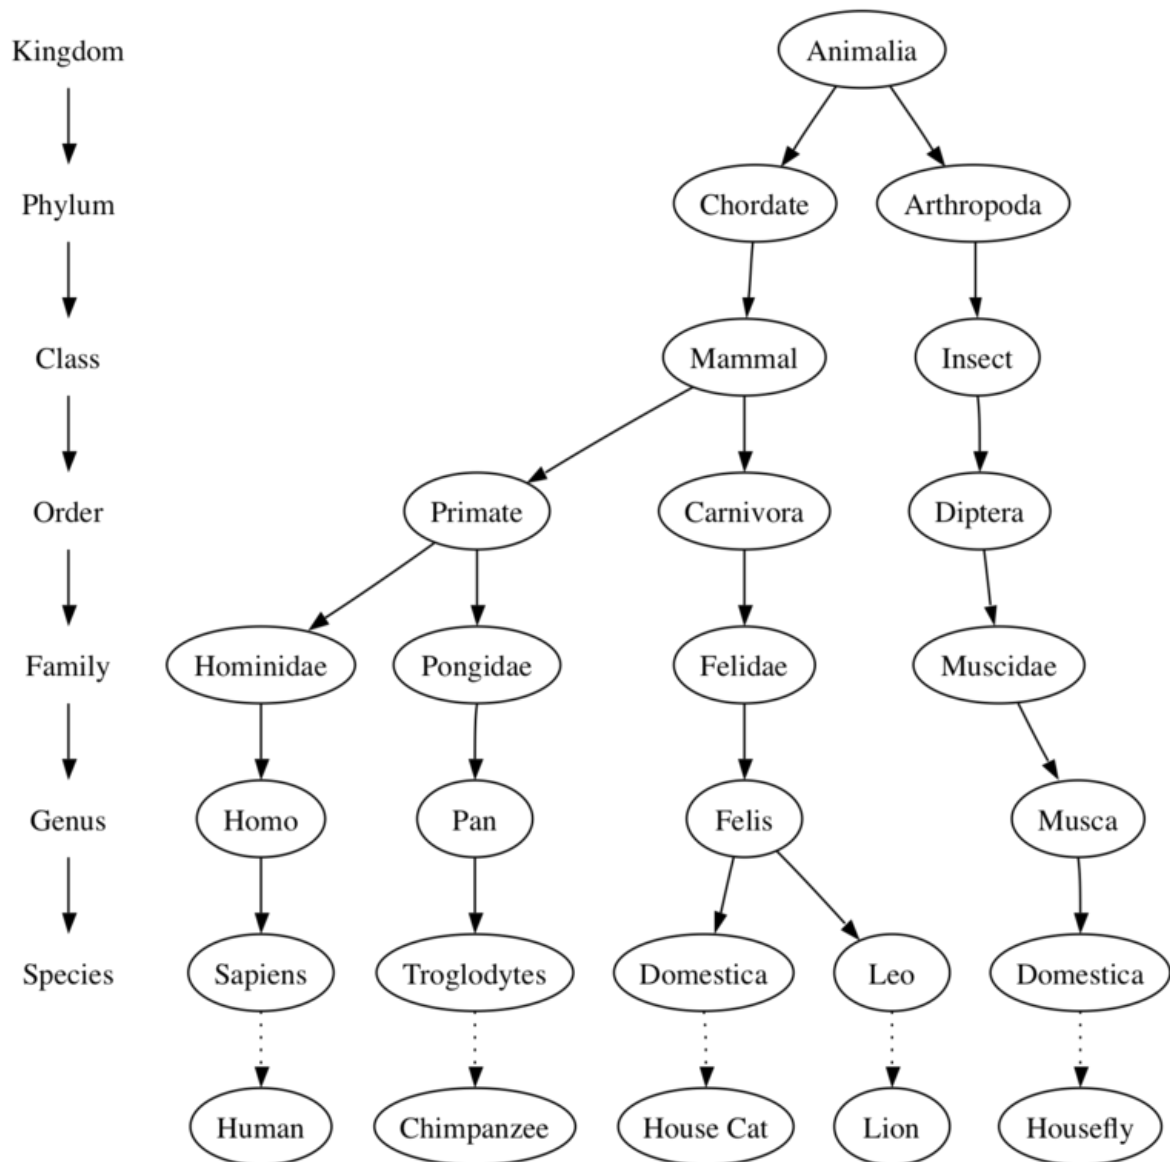 Kingdom Animalia
Phylum Chordate Arthropoda
Class Mammal Insect
Order Primate Carnivora Diptera
Family Hominidae Pongidae Felidae Muscidae
Genus Homo Pan Felis Musca
Species Sapiens Troglodytes Domestica Leo Domestica
Human Chimpanzee House Cat Lion Housefly